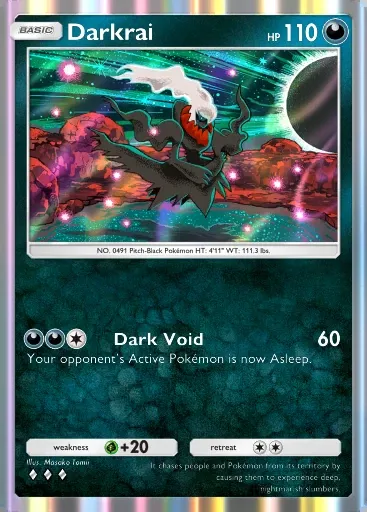 BASIC Darkrai HP 110
NO. 0491 Pitch-Black Pokémon HT: 4'11" WT: 111.3 lbs.
Dark Void 60
Your opponent's Active Pokémon is now Asleep.
weakness +20 retreat
Illus. Masako Tomii
It chases people and Pokémon from its territory by
causing them to experience deep,
nightmarish slumbers.